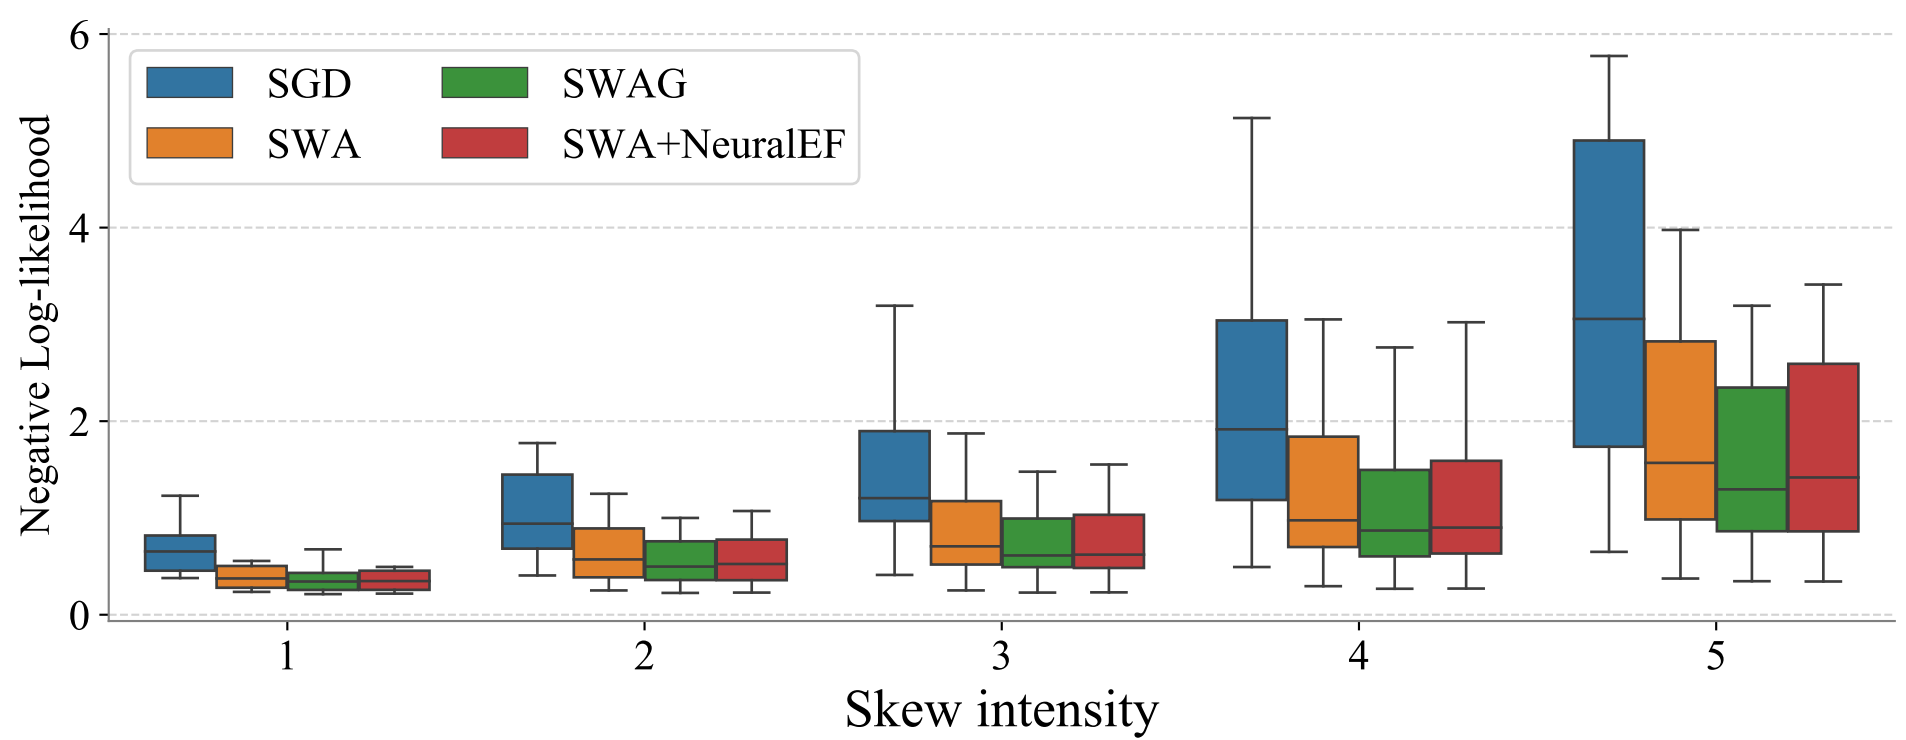 Negative Log-likelihood
6
4
2
0
SGD
SWA
SWAG
SWA+NeuralEF
1 2 3 4 5
Skew intensity